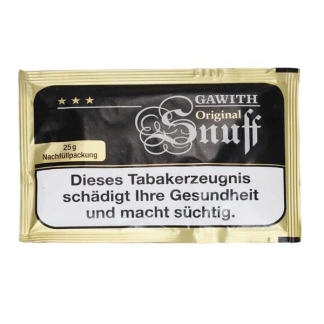 ★★★
GAWITH
Original
Snuff
25g
Nachfüllpackung
Dieses Tabakerzeugnis
schädigt Ihre Gesundheit
und macht süchtig.